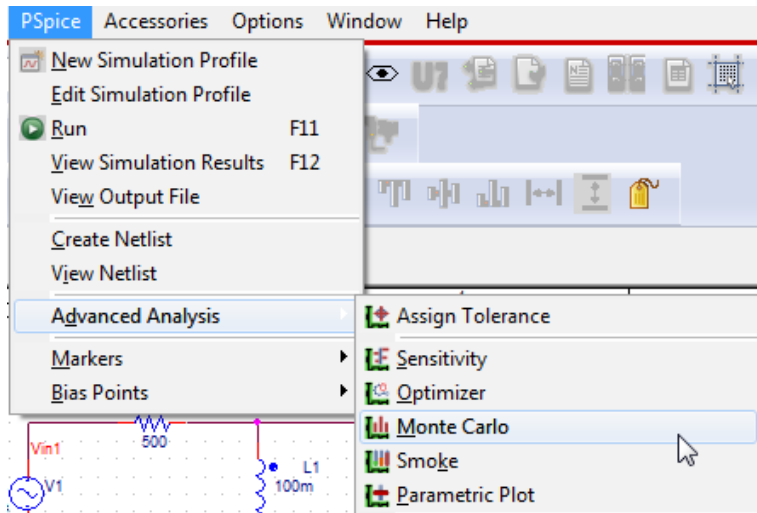 PSpice Accessories Options Window Help
New Simulation Profile
Edit Simulation Profile
Run F11
View Simulation Results F12
View Output File
Create Netlist
View Netlist
Advanced Analysis
Markers
Bias Points
Assign Tolerance
Sensitivity
Optimizer
Monte Carlo
Smoke
Parametric Plot
U?
Vin1
500
V1
L1
100m